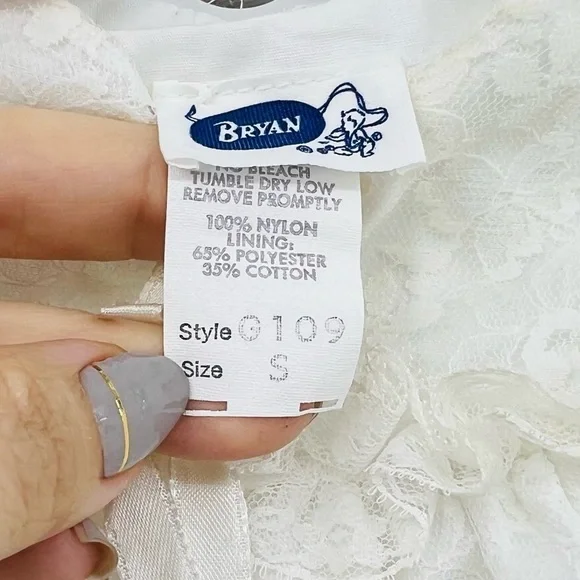 BRYAN
NO BLEACH
TUMBLE DRY LOW
REMOVE PROMPTLY
100% NYLON
LINING:
65% POLYESTER
35% COTTON
Style G109
Size S